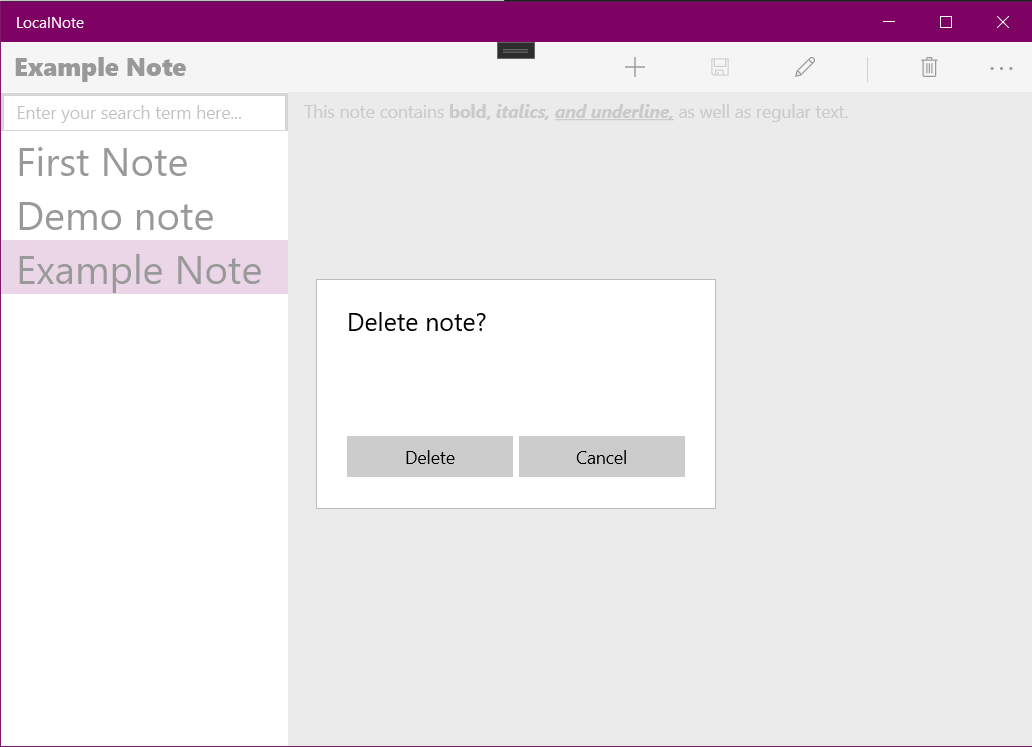 LocalNote
Example Note
Enter your search term here...
This note contains bold, italics, and underline, as well as regular text.
First Note
Demo note
Example Note
Delete note?
Delete
Cancel